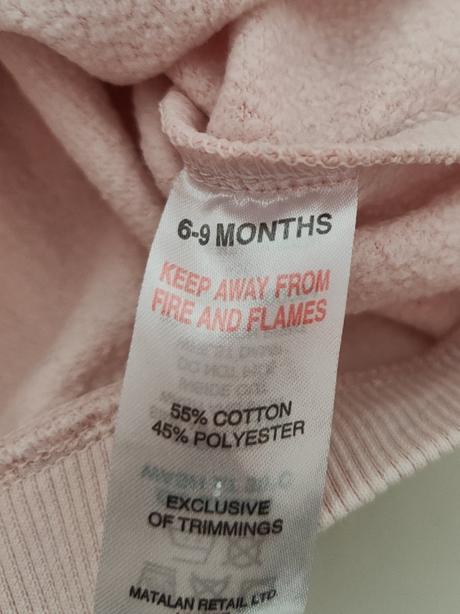 6-9 MONTHS
KEEP AWAY FROM
FIRE AND FLAMES
55% COTTON
45% POLYESTER
EXCLUSIVE
OF TRIMMINGS
MATALAN RETAIL LTD